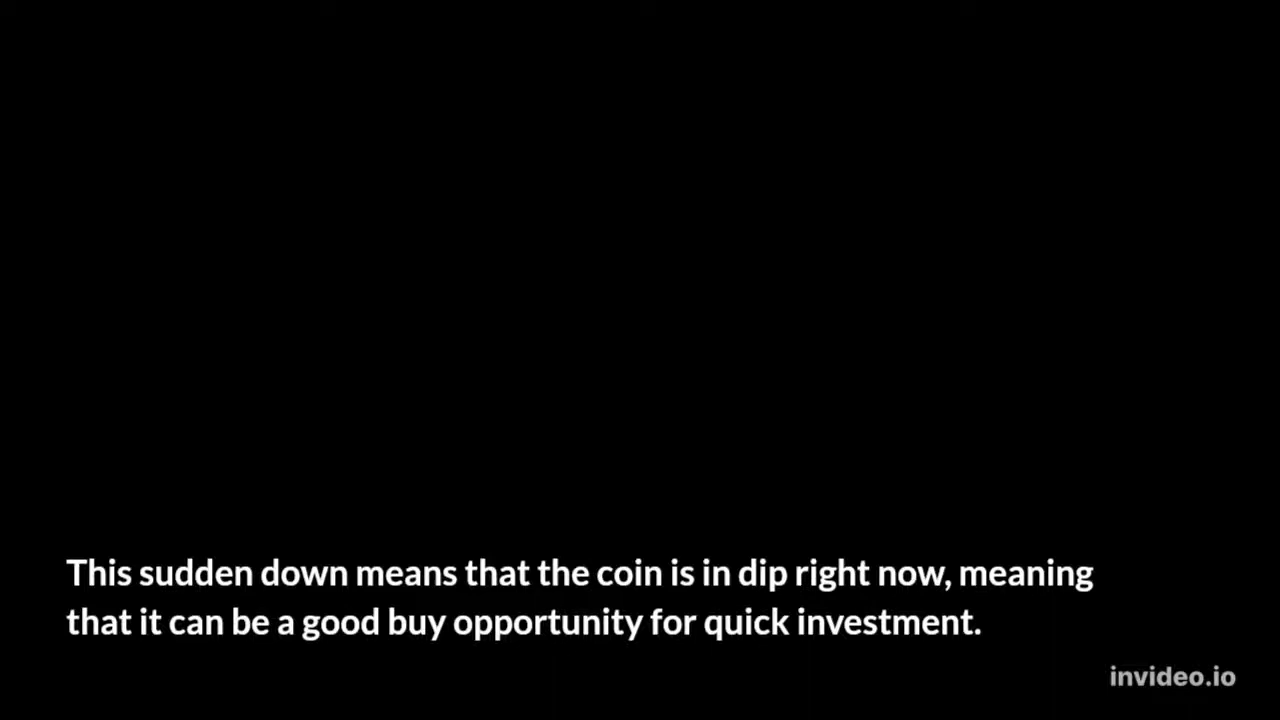 This sudden down means that the coin is in dip right now, meaning
that it can be a good buy opportunity for quick investment.
invideo.io